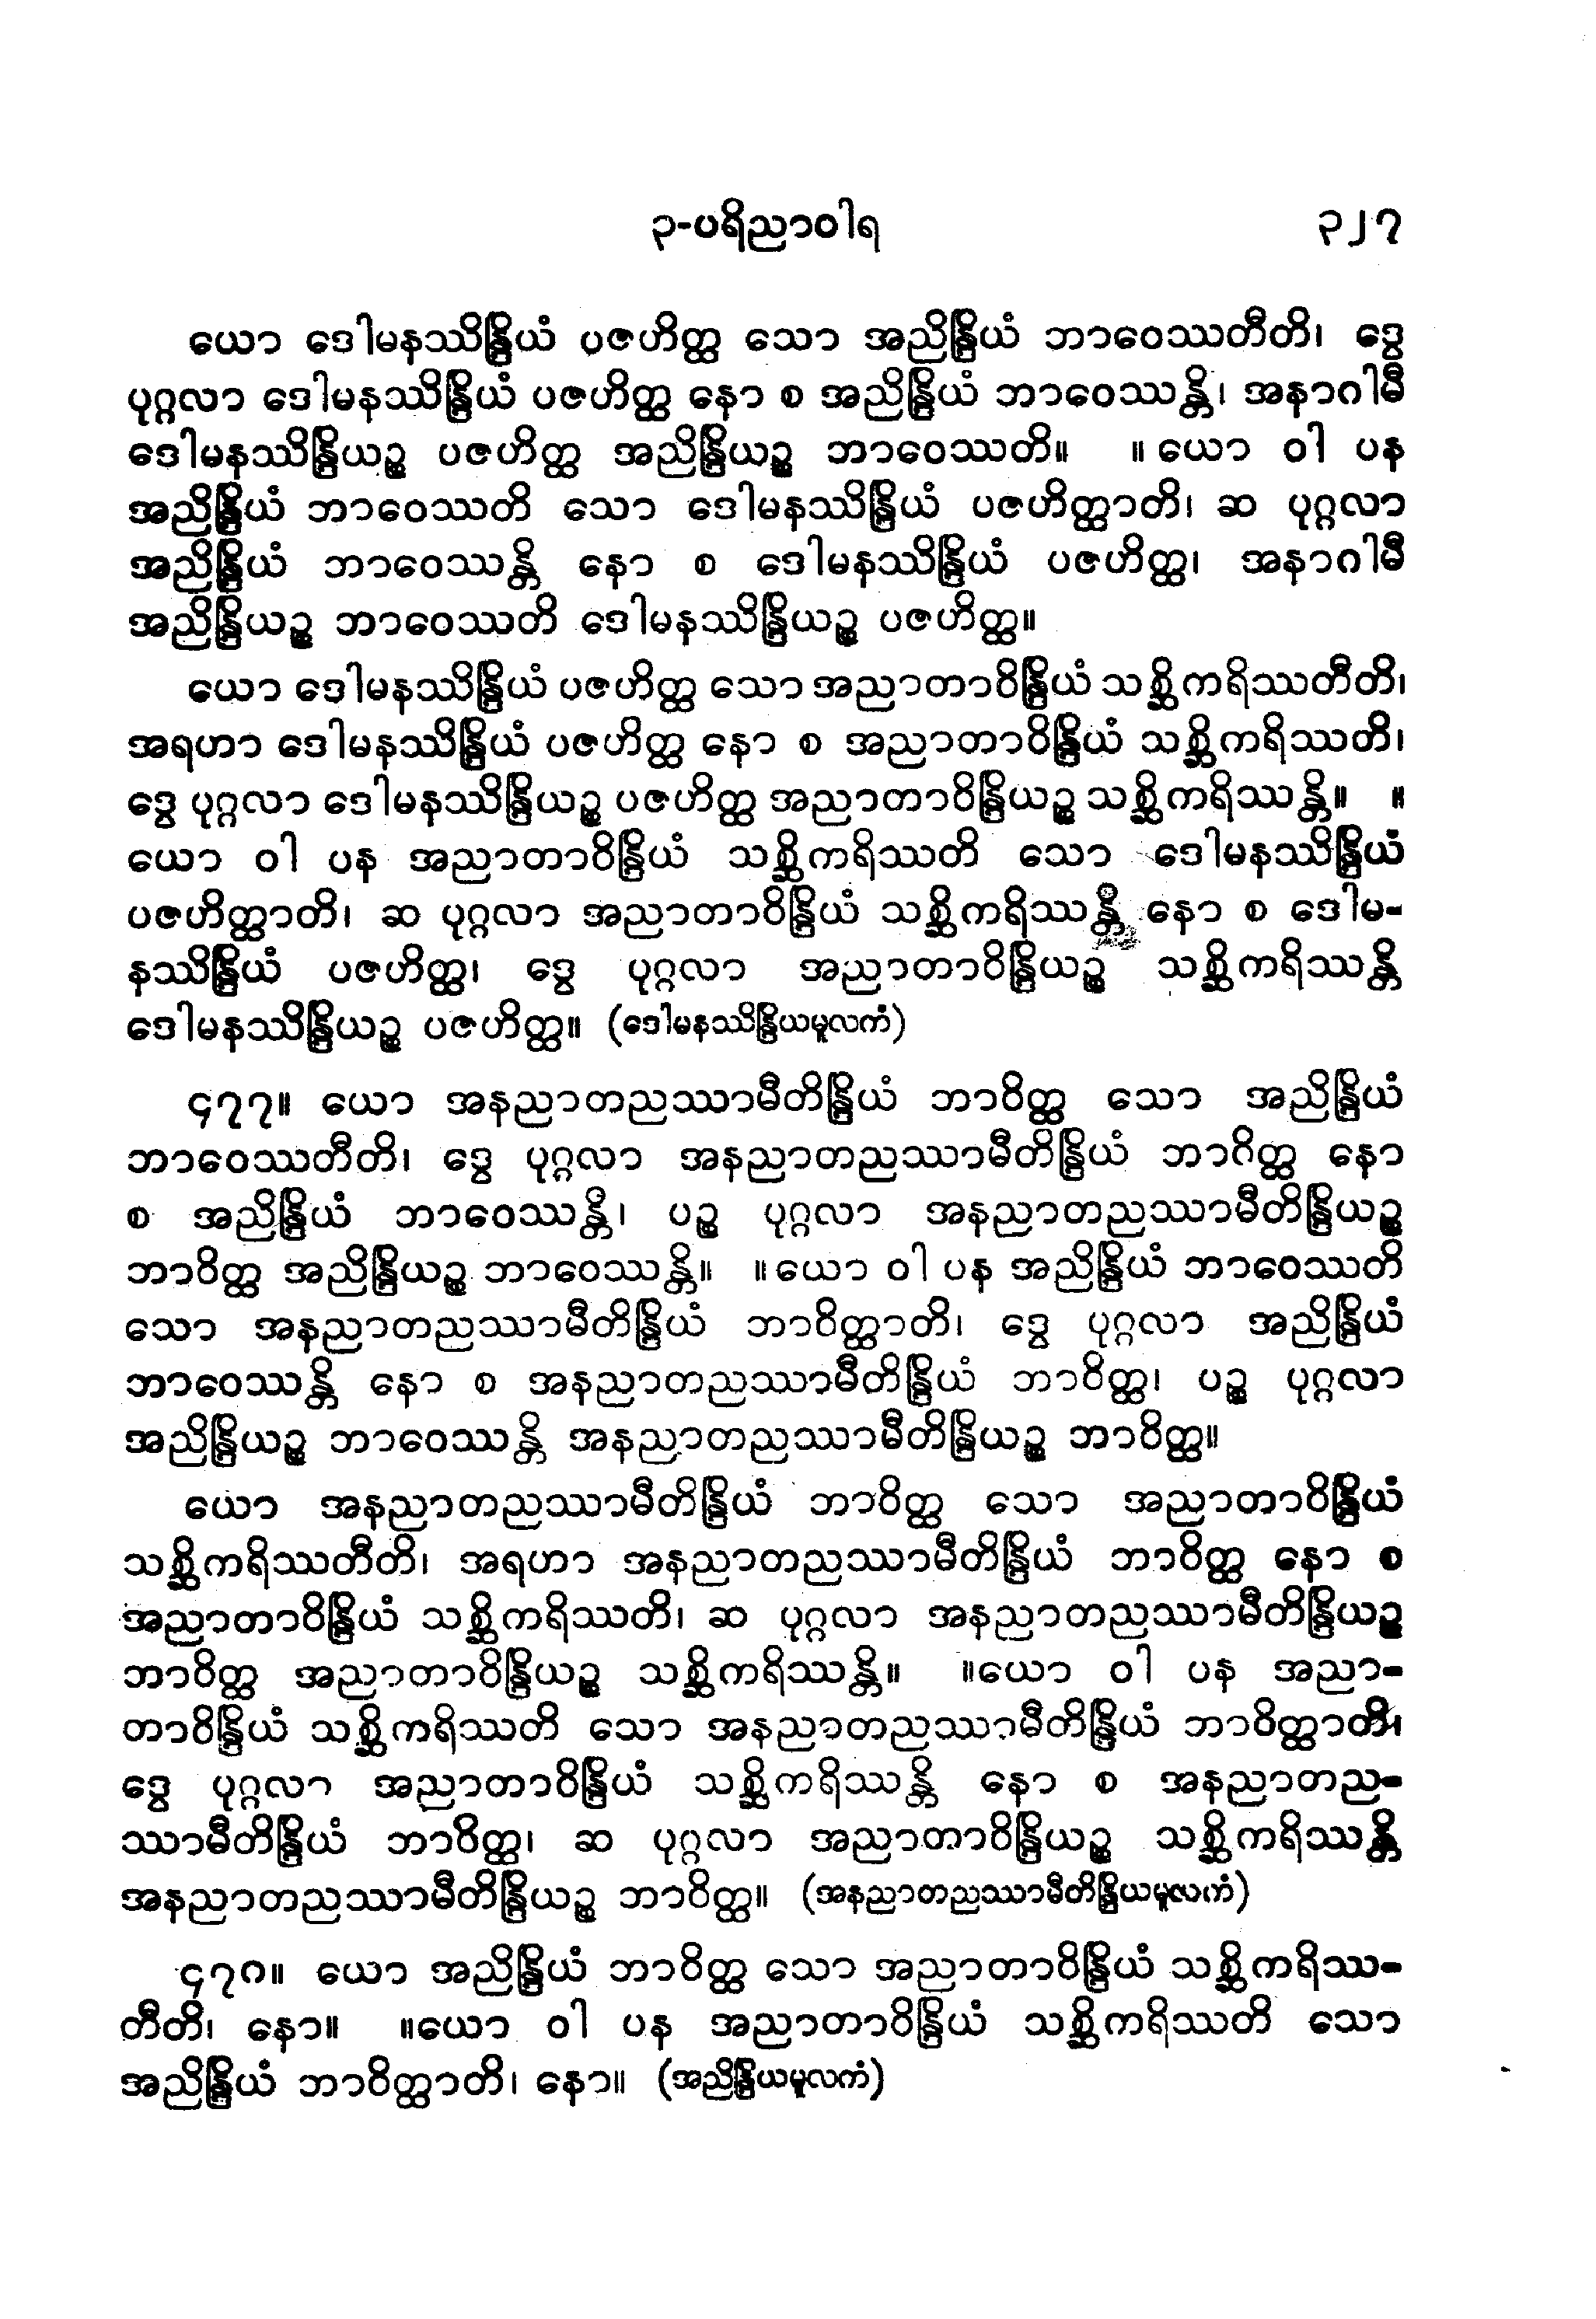 ၃-ပရိညာဝါရ ၃၂၇
ယော ဒေါမနဿိန္ဒြိယံ ပဇဟိတ္ထ သော အညိန္ဒြိယံ ဘာဝေဿတီတိ၊ ဒွေ
ပုဂ္ဂလာ ဒေါမနဿိန္ဒြိယံ ပဇဟိတ္ထ နော စ အညိန္ဒြိယံ ဘာဝေဿန္တိ၊ အနာဂါမီ
ဒေါမနဿိန္ဒြိယဉ္စ ပဇဟိတ္ထ အညိန္ဒြိယဉ္စ ဘာဝေဿတိ။ ။ ယော ဝါ ပန
အညိန္ဒြိယံ ဘာဝေဿတိ သော ဒေါမနဿိန္ဒြိယံ ပဇဟိတ္ထာတိ၊ ဆ ပုဂ္ဂလာ
အညိန္ဒြိယံ ဘာဝေဿန္တိ နော စ ဒေါမနဿိန္ဒြိယံ ပဇဟိတ္ထ၊ အနာဂါမီ
အညိန္ဒြိယဉ္စ ဘာဝေဿတိ ဒေါမနဿိန္ဒြိယဉ္စ ပဇဟိတ္ထ။
ယော ဒေါမနဿိန္ဒြိယံ ပဇဟိတ္ထ သော အညာတာဝိန္ဒြိယံ သစ္ဆိကရိဿတီတိ၊
အရဟာ ဒေါမနဿိန္ဒြိယံ ပဇဟိတ္ထ နော စ အညာတာဝိန္ဒြိယံ သစ္ဆိကရိဿတိ၊
ဒွေ ပုဂ္ဂလာ ဒေါမနဿိန္ဒြိယဉ္စ ပဇဟိတ္ထ အညာတာဝိန္ဒြိယဉ္စ သစ္ဆိကရိဿန္တိ။ ။
ယော ဝါ ပန အညာတာဝိန္ဒြိယံ သစ္ဆိကရိဿတိ သော ဒေါမနဿိန္ဒြိယံ
ပဇဟိတ္ထာတိ၊ ဆ ပုဂ္ဂလာ အညာတာဝိန္ဒြိယံ သစ္ဆိကရိဿန္တိ နော စ ဒေါမ-
နဿိန္ဒြိယံ ပဇဟိတ္ထ၊ ဒွေ ပုဂ္ဂလာ အညာတာဝိန္ဒြိယဉ္စ သစ္ဆိကရိဿန္တိ
ဒေါမနဿိန္ဒြိယဉ္စ ပဇဟိတ္ထ။ (ဒေါမနဿိန္ဒြိယမူလကံ)
၄၇၇။ ယော အနညာတညဿာမီတိန္ဒြိယံ ဘာဝိတ္ထ သော အညိန္ဒြိယံ
ဘာဝေဿတီတိ၊ ဒွေ ပုဂ္ဂလာ အနညာတညဿာမီတိန္ဒြိယံ ဘာဝိတ္ထ နော
စ အညိန္ဒြိယံ ဘာဝေဿန္တိ၊ ပဉ္စ ပုဂ္ဂလာ အနညာတညဿာမီတိန္ဒြိယဉ္စ
ဘာဝိတ္ထ အညိန္ဒြိယဉ္စ ဘာဝေဿန္တိ။ ။ယော ဝါ ပန အညိန္ဒြိယံ ဘာဝေဿတိ
သော အနညာတညဿာမီတိန္ဒြိယံ ဘာဝိတ္ထာတိ၊ ဒွေ ပုဂ္ဂလာ အညိန္ဒြိယံ
ဘာဝေဿန္တိ နော စ အနညာတညဿာမီတိန္ဒြိယံ ဘာဝိတ္ထ၊ ပဉ္စ ပုဂ္ဂလာ
အညိန္ဒြိယဉ္စ ဘာဝေဿန္တိ အနညာတညဿာမီတိန္ဒြိယဉ္စ ဘာဝိတ္ထ။
ယော အနညာတညဿာမီတိန္ဒြိယံ ဘာဝိတ္ထ သော အညာတာဝိန္ဒြိယံ
သစ္ဆိကရိဿတီတိ၊ အရဟာ အနညာတညဿာမီတိန္ဒြိယံ ဘာဝိတ္ထ နော စ
အညာတာဝိန္ဒြိယံ သစ္ဆိကရိဿတိ၊ ဆ ပုဂ္ဂလာ အနညာတညဿာမီတိန္ဒြိယဉ္စ
ဘာဝိတ္ထ အညာတာဝိန္ဒြိယဉ္စ သစ္ဆိကရိဿန္တိ။ ။ယော ဝါ ပန အညာ-
တာဝိန္ဒြိယံ သစ္ဆိကရိဿတိ သော အနညာတညဿာမီတိန္ဒြိယံ ဘာဝိတ္ထာတိ၊
ဒွေ ပုဂ္ဂလာ အညာတာဝိန္ဒြိယံ သစ္ဆိကရိဿန္တိ နော စ အနညာတည-
ဿာမီတိန္ဒြိယံ ဘာဝိတ္ထ၊ ဆ ပုဂ္ဂလာ အညာတာဝိန္ဒြိယဉ္စ သစ္ဆိကရိဿန္တိ
အနညာတညဿာမီတိန္ဒြိယဉ္စ ဘာဝိတ္ထ။ (အနညာတညဿာမီတိန္ဒြိယမူလကံ)
၄၇၈။ ယော အညိန္ဒြိယံ ဘာဝိတ္ထ သော အညာတာဝိန္ဒြိယံ သစ္ဆိကရိဿ-
တီတိ၊ နော။ ။ယော ဝါ ပန အညာတာဝိန္ဒြိယံ သစ္ဆိကရိဿတိ သော
အညိန္ဒြိယံ ဘာဝိတ္ထာတိ၊ နော။ (အညိန္ဒြိယမူလကံ)